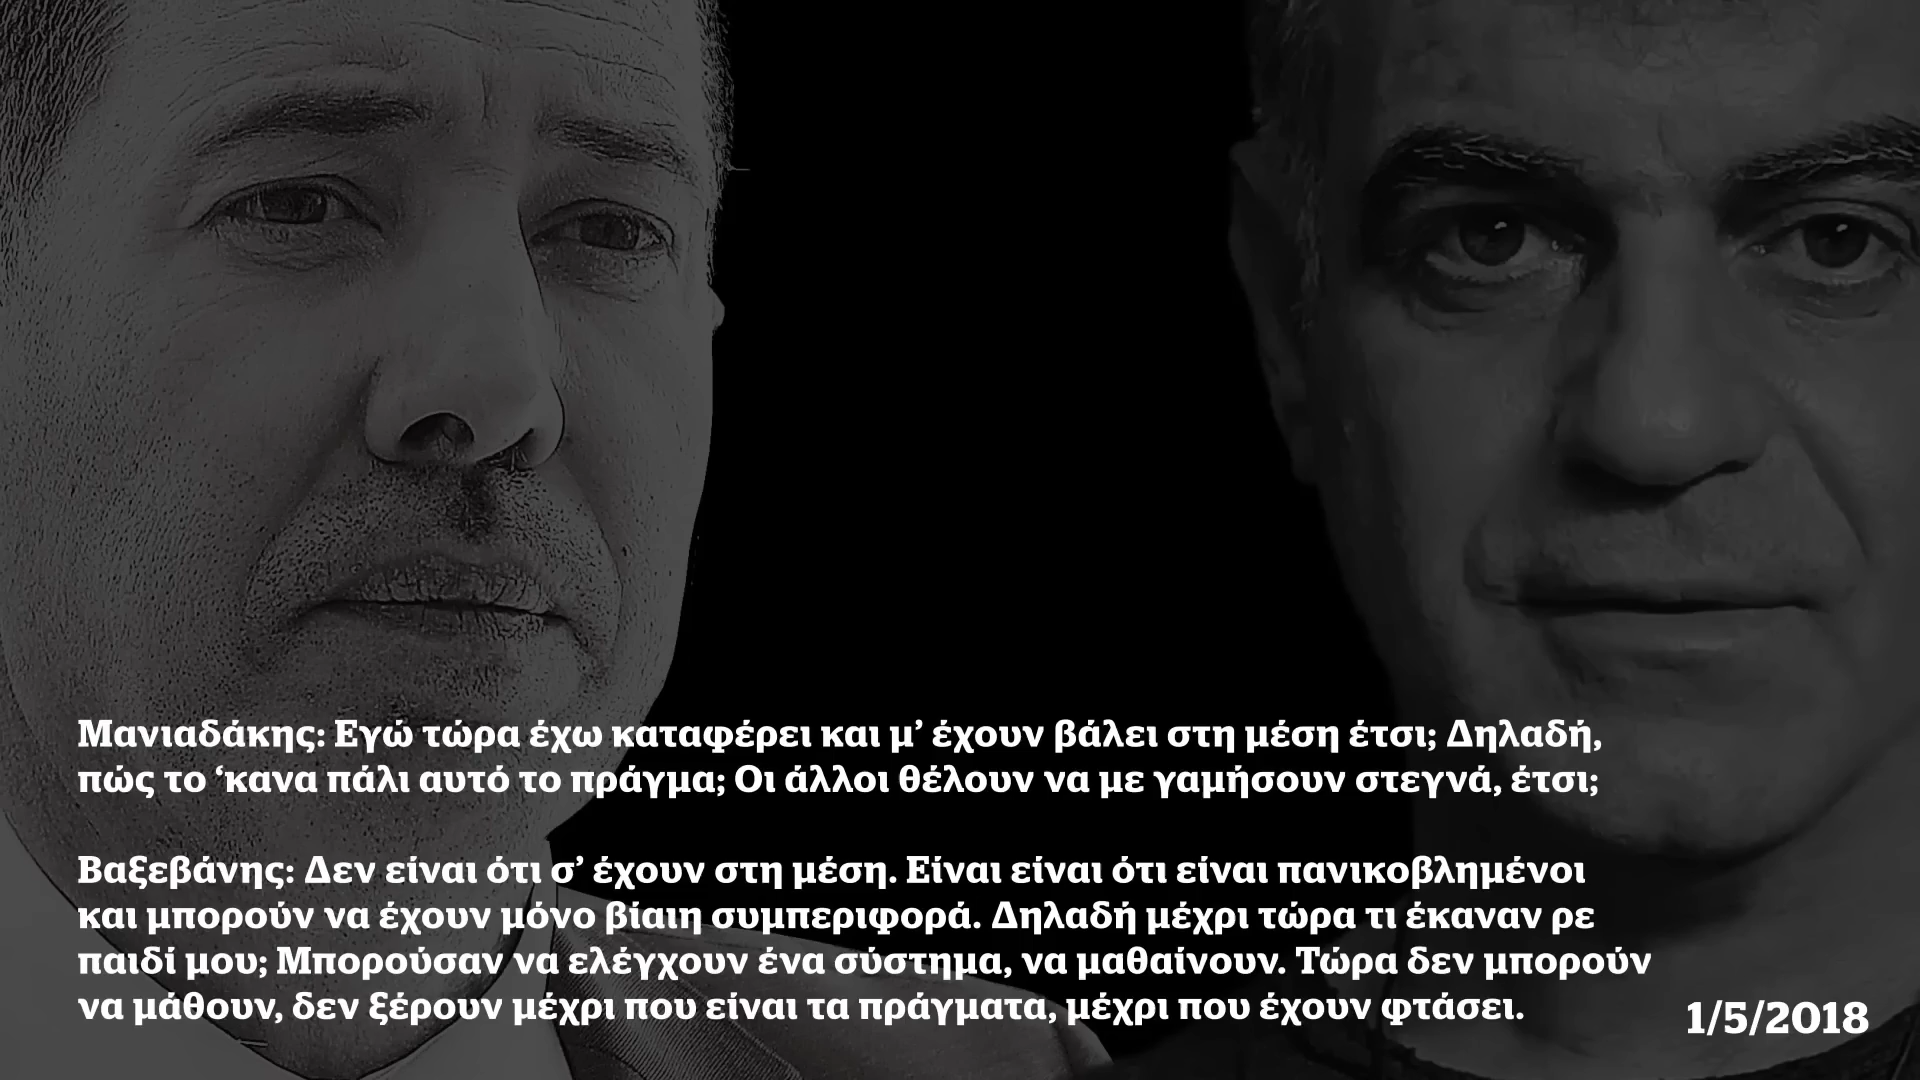 Μανιαδάκης: Εγώ τώρα έχω καταφέρει και μ’ έχουν βάλει στη μέση έτσι; Δηλαδή,
πώς το ‘κανα πάλι αυτό το πράγμα; Οι άλλοι θέλουν να με γαμήσουν στεγνά, έτσι;
Βαξεβάνης: Δεν είναι ότι σ’ έχουν στη μέση. Είναι είναι ότι είναι πανικοβλημένοι
και μπορούν να έχουν μόνο βίαιη συμπεριφορά. Δηλαδή μέχρι τώρα τι έκαναν ρε
παιδί μου; Μπορούσαν να ελέγχουν ένα σύστημα, να μαθαίνουν. Τώρα δεν μπορούν
να μάθουν, δεν ξέρουν μέχρι που είναι τα πράγματα, μέχρι που έχουν φτάσει.
1/5/2018